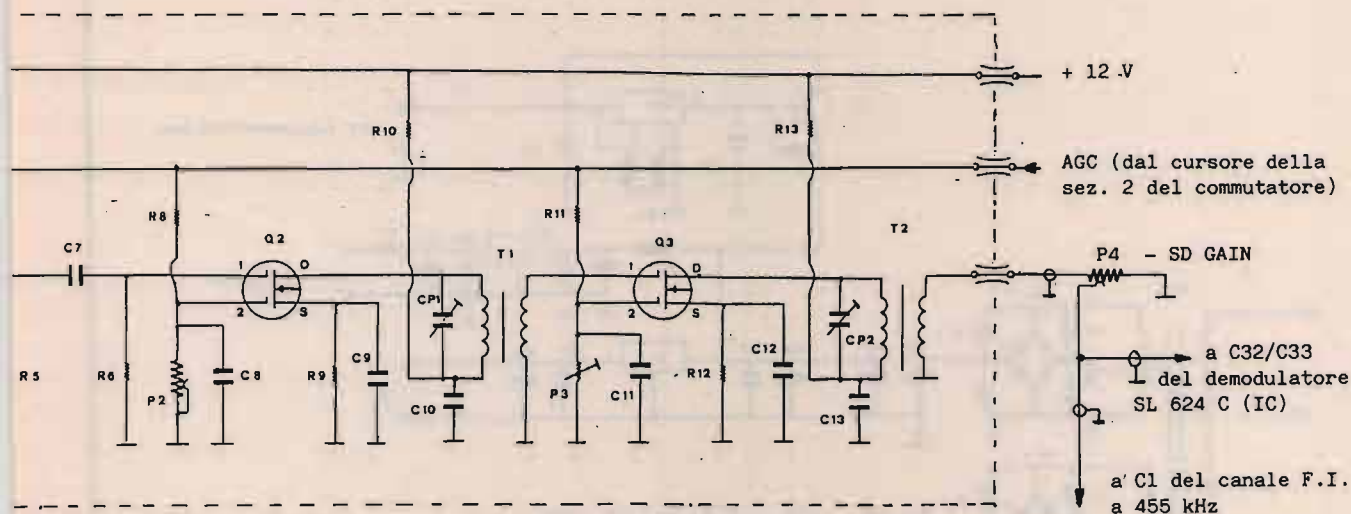 + 12 V
R10
R13
AGC (dal cursore della
sez. 2 del commutatore)
R8
R11
C7
Q2
T1
Q3
T2
P4 - SD GAIN
1
D
1
D
CP1
CP2
2
S
2
S
R5
R6
P2
C8
R9
C9
C10
P3
C11
R12
C12
C13
a C32/C33
del demodulatore
SL 624 C (IC)
a' C1 del canale F.I.
a 455 kHz